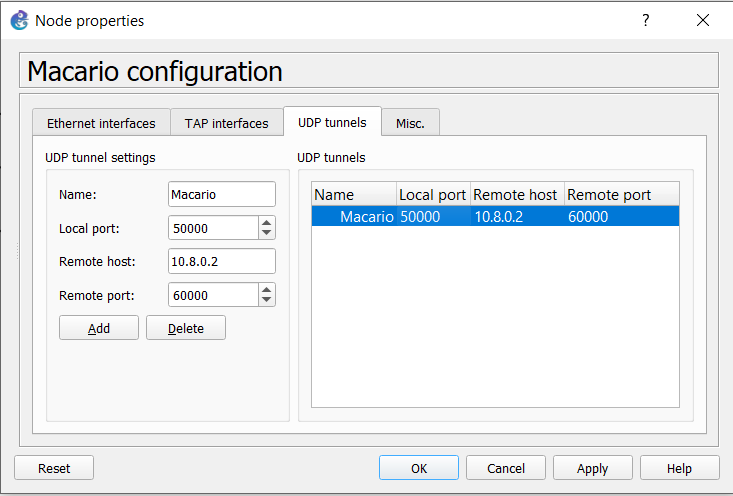 Node properties
?
Macario configuration
Ethernet interfaces TAP interfaces UDP tunnels Misc.
UDP tunnel settings
Name: Macario
Local port: 50000
Remote host: 10.8.0.2
Remote port: 60000
Add Delete
UDP tunnels
Name Local port Remote host Remote port
Macario 50000 10.8.0.2 60000
Reset OK Cancel Apply Help